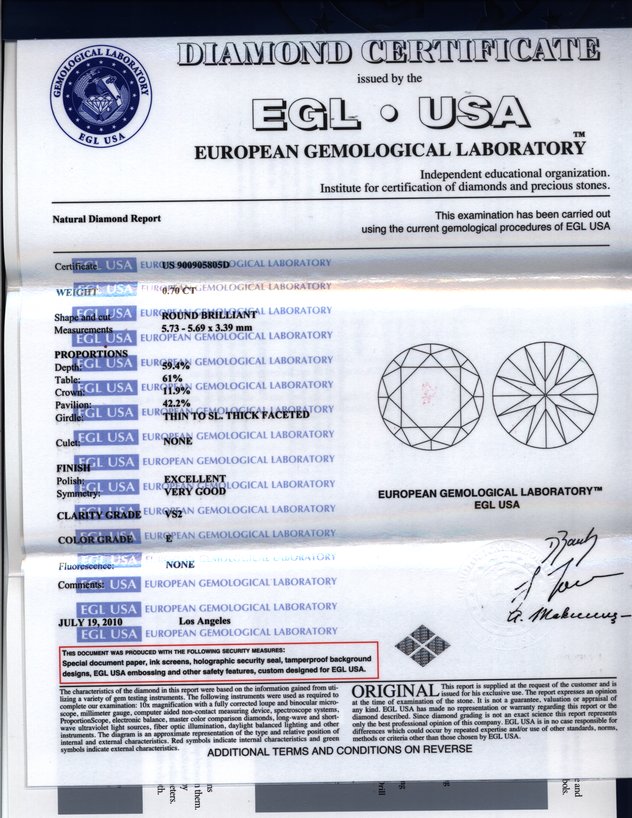 GEMOLOGICAL LABORATORY
EGL USA
DIAMOND CERTIFICATE
issued by the
EGL • USA
EUROPEAN GEMOLOGICAL LABORATORY™
Independent educational organization.
Institute for certification of diamonds and precious stones.
Natural Diamond Report
This examination has been carried out
using the current gemological procedures of EGL USA
Certificate US 900905805D
WEIGHT 0.70 CT
Shape and cut ROUND BRILLIANT
Measurements 5.73 - 5.69 x 3.39 mm
PROPORTIONS
Depth: 59.4%
Table: 61%
Crown: 11.9%
Pavilion: 42.2%
Girdle: THIN TO SL. THICK FACETED
Culet: NONE
FINISH
Polish: EXCELLENT
Symmetry: VERY GOOD
CLARITY GRADE VS2
COLOR GRADE E
Fluorescence: NONE
Comments:
EGL USA EUROPEAN GEMOLOGICAL LABORATORY
JULY 19, 2010 Los Angeles
EUROPEAN GEMOLOGICAL LABORATORY™
EGL USA
THIS DOCUMENT WAS PRODUCED WITH THE FOLLOWING SECURITY MEASURES:
Special document paper, ink screens, holographic security seal, tamperproof background
designs, EGL USA embossing and other safety features, custom designed for EGL USA.
The characteristics of the diamond in this report were based on the information gained from uti-
lizing a variety of gem testing instruments. The following instruments were used as required to
complete our examination: 10x magnification with a fully corrected loupe and binocular micro-
scope, millimeter gauge, computer aided non-contact measuring device, spectroscope systems,
ProportionScope, electronic balance, master color comparison diamonds, long-wave and short-
wave ultraviolet light sources, fiber optic illumination, daylight balanced lighting and other
instruments. The diagram is an approximate representation of the type and relative position of
internal and external characteristics. Red symbols indicate internal characteristics and green
symbols indicate external characteristics.
ORIGINAL This report is supplied at the request of the customer and is
issued for his exclusive use. The report expresses an opinion
at the time of examination of the stone. It is not a guarantee, valuation or appraisal of
any kind. EGL USA has made no representation or warranty regarding this report or the
diamond described. Since diamond grading is not an exact science this report represents
only the best professional opinion of this company. EGL USA is in no case responsible for
differences which could occur by repeated expertise and/or use of other standards, norms,
methods or criteria other than those chosen by EGL USA.
ADDITIONAL TERMS AND CONDITIONS ON REVERSE